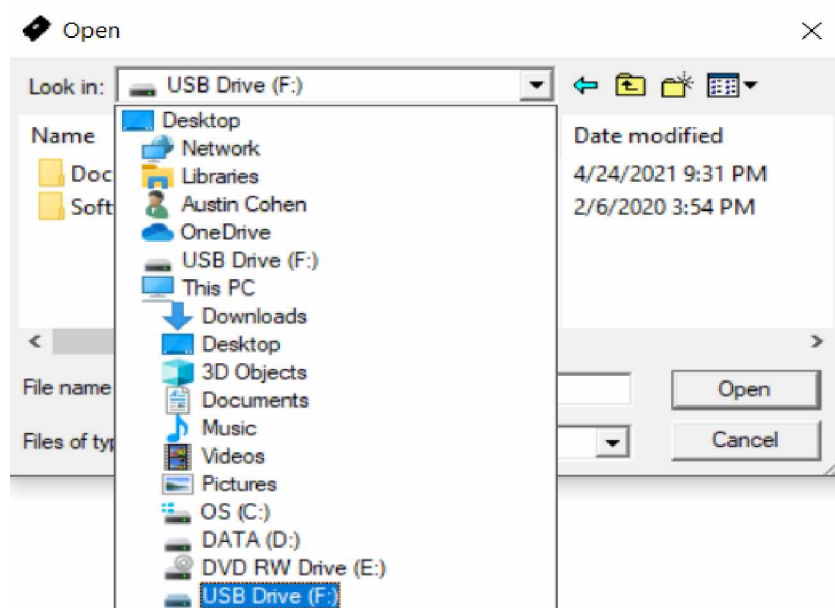 Open
Look in: USB Drive (F:)
Name Date modified
Doc 4/24/2021 9:31 PM
Soft 2/6/2020 3:54 PM
Desktop
Network
Libraries
Austin Cohen
OneDrive
USB Drive (F:)
This PC
Downloads
Desktop
3D Objects
Documents
Music
Videos
Pictures
OS (C:)
DATA (D:)
DVD RW Drive (E:)
USB Drive (F:)
File name Open
Files of typ Cancel